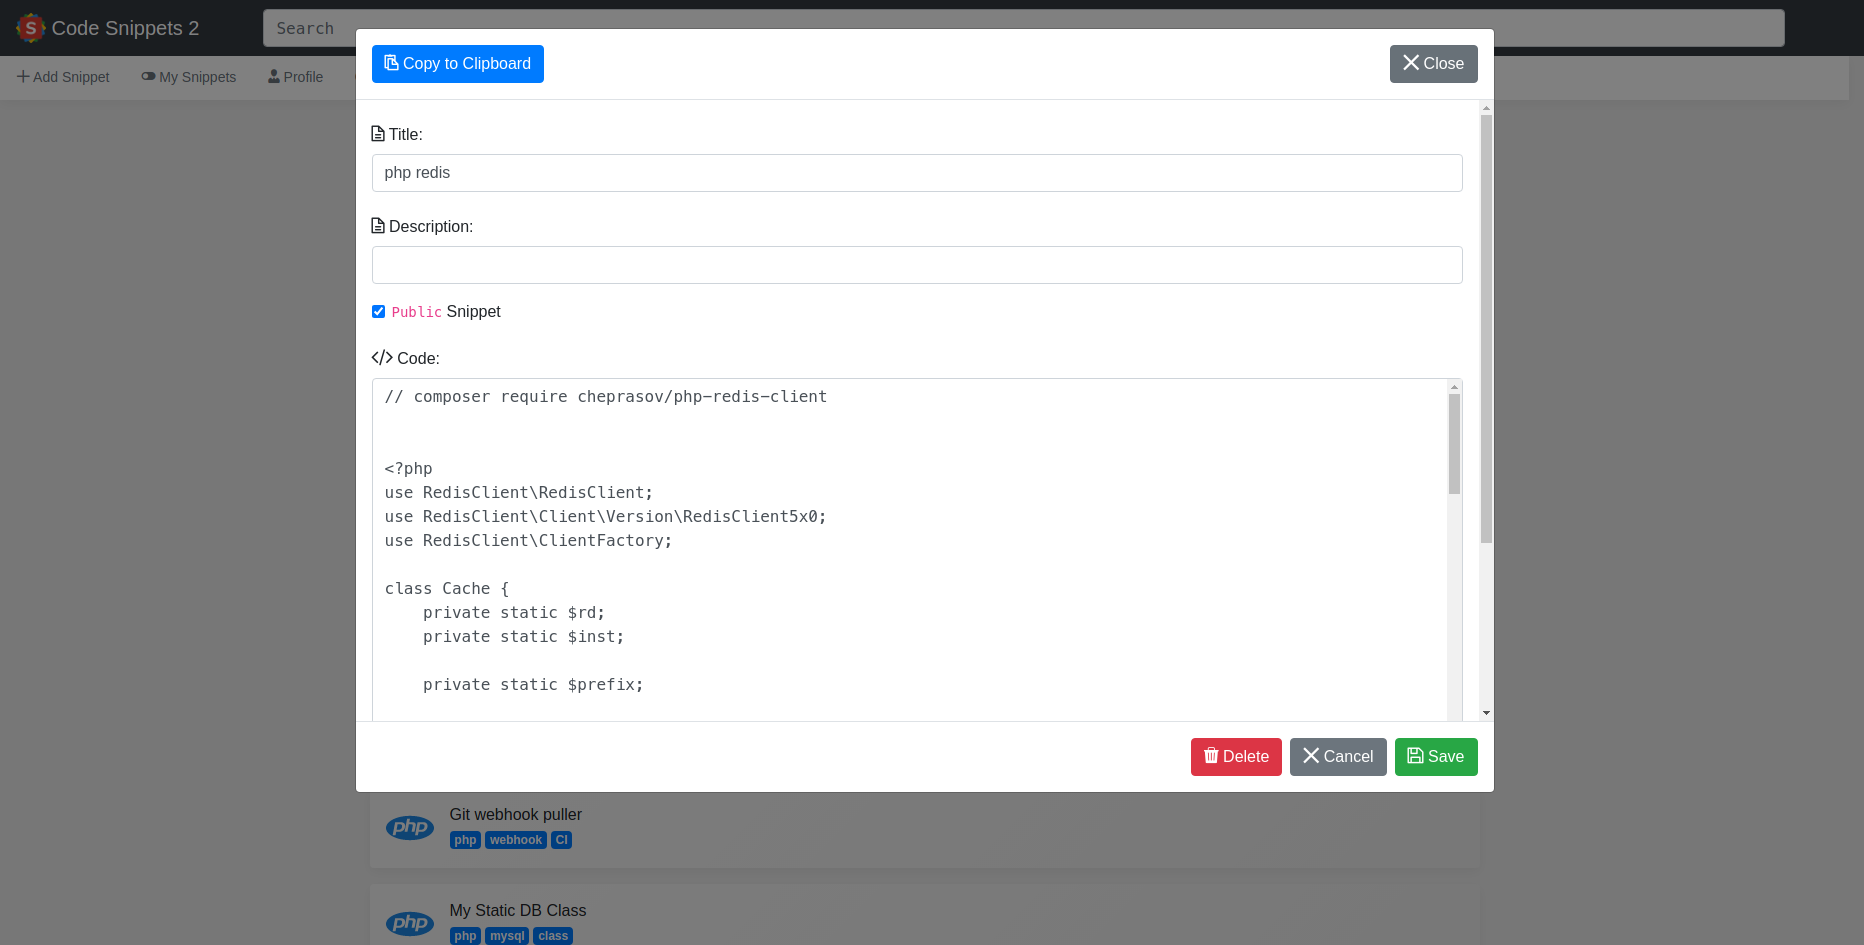 S Code Snippets 2
Search
Add Snippet My Snippets Profile
Copy to Clipboard
Close
Title:
php redis
Description:
Public Snippet
</> Code:
// composer require cheprasov/php-redis-client
<?php
use RedisClient\RedisClient;
use RedisClient\Client\Version\RedisClient5x0;
use RedisClient\ClientFactory;
class Cache {
private static $rd;
private static $inst;
private static $prefix;
Delete Cancel Save
php
Git webhook puller
php webhook CI
php
My Static DB Class
php mysql class